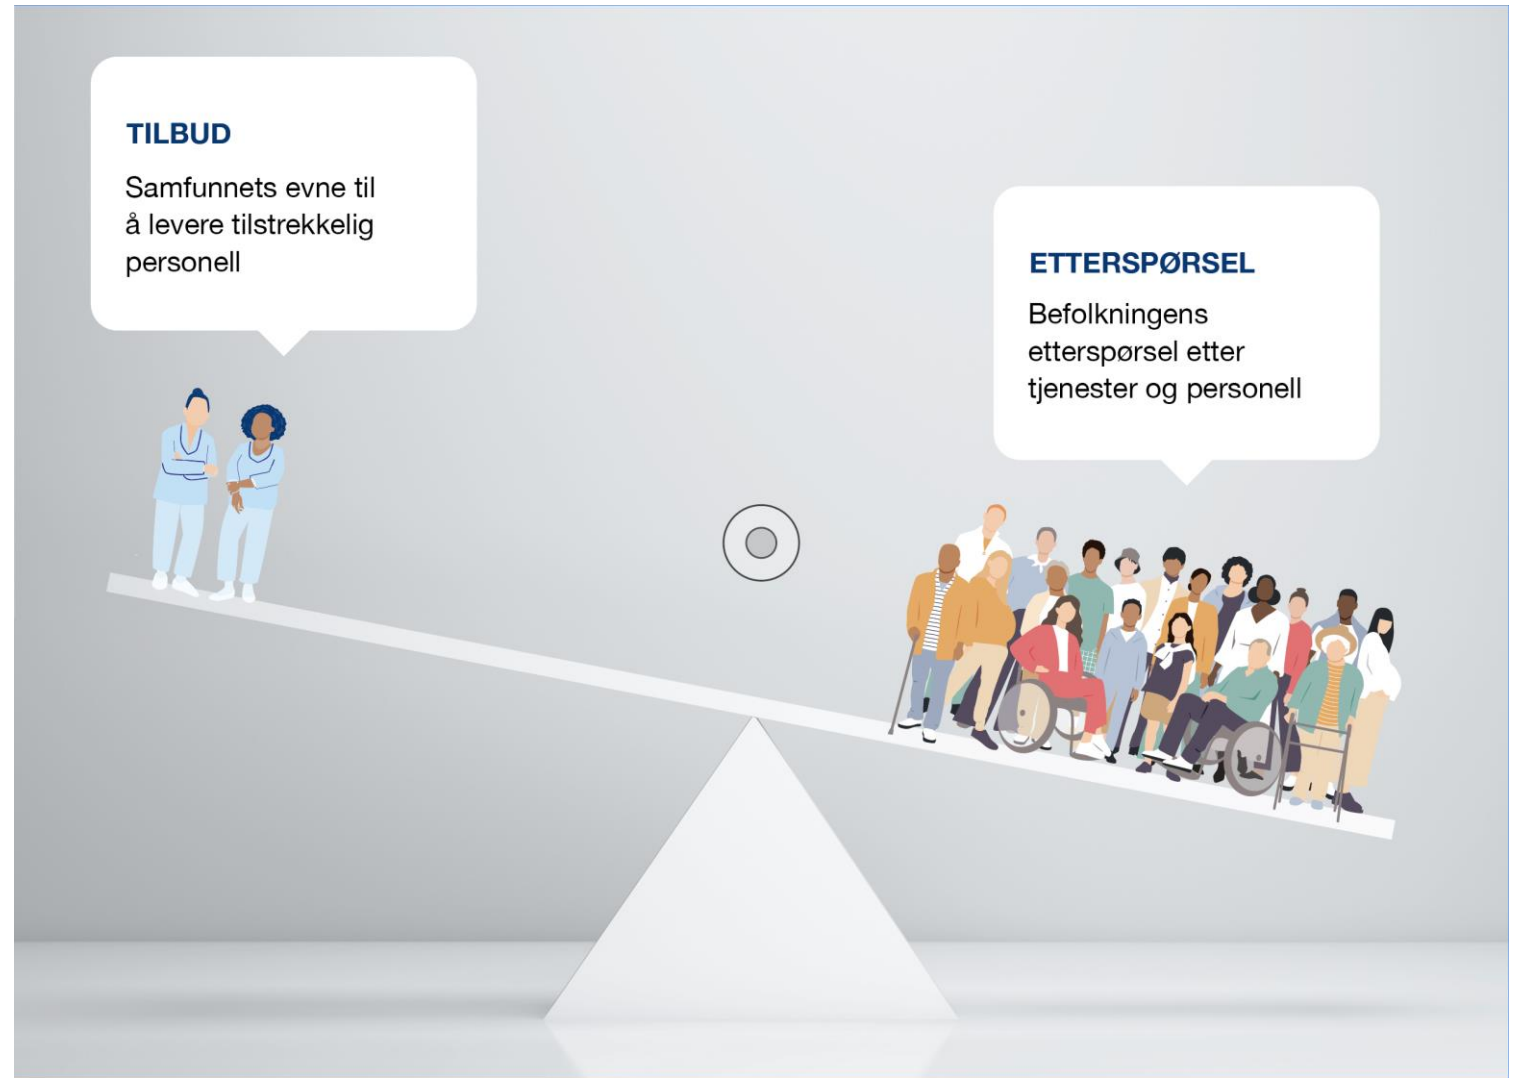 TILBUD
Samfunnets evne til
å levere tilstrekkelig
personell
ETTERSPØRSEL
Befolkningens
etterspørsel etter
tjenester og personell